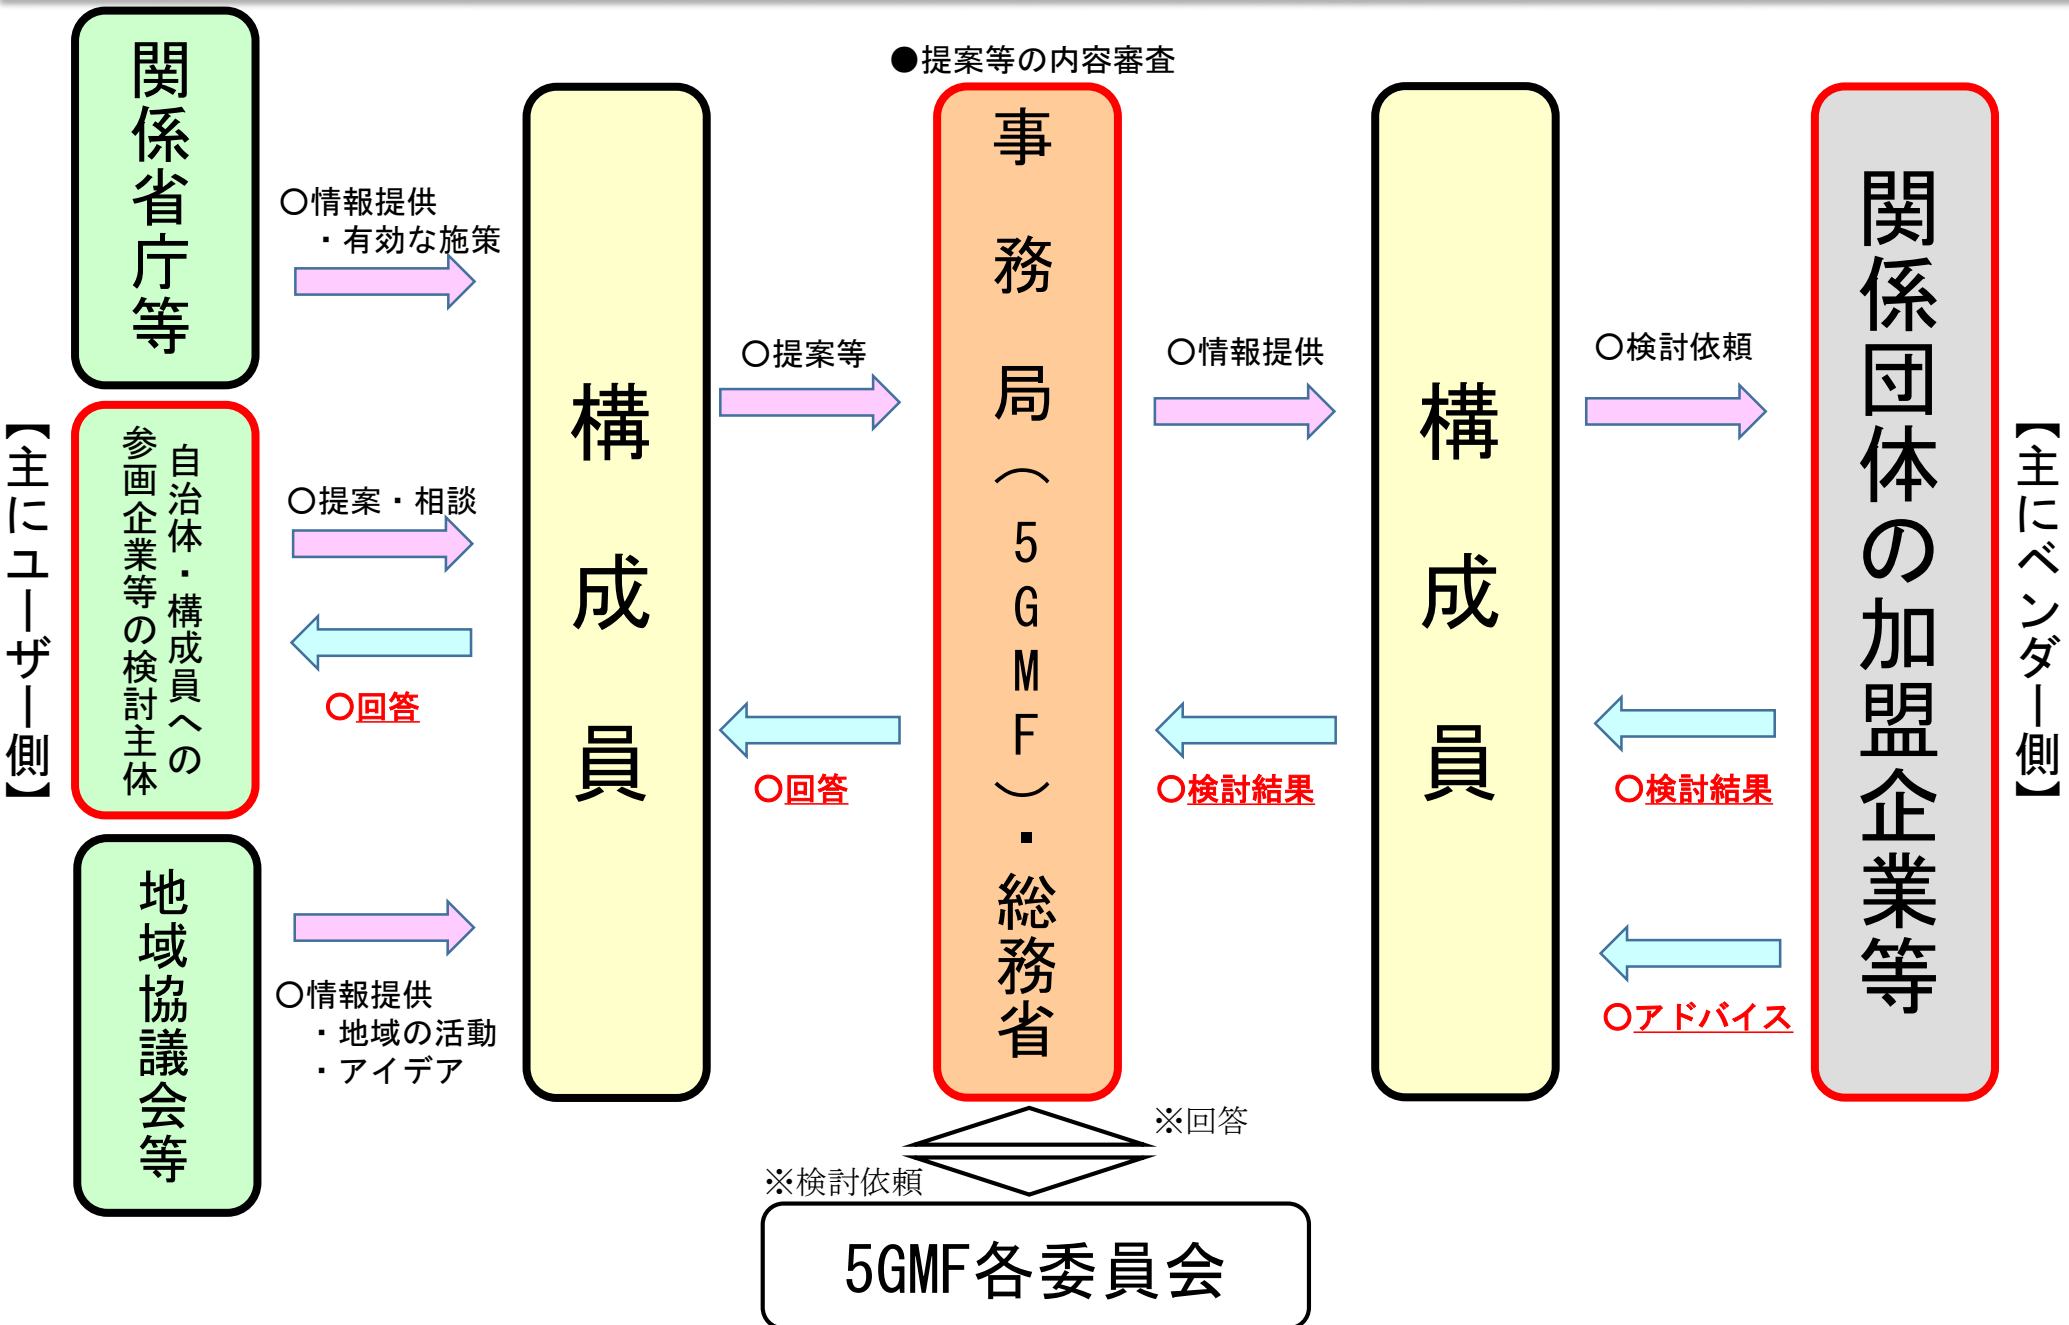 【主にユーザー側】
関係省庁等
自治体・構成員への
参画企業等の検討主体
地域協議会等
○情報提供
・有効な施策
○提案・相談
○回答
○情報提供
・地域の活動
・アイデア
構成員
○提案等
○回答
●提案等の内容審査
事務局(5GMF)・総務省
○情報提供
○検討結果
構成員
○検討依頼
○検討結果
○アドバイス
関係団体の加盟企業等
【主にベンダー側】
※回答
※検討依頼
5GMF各委員会